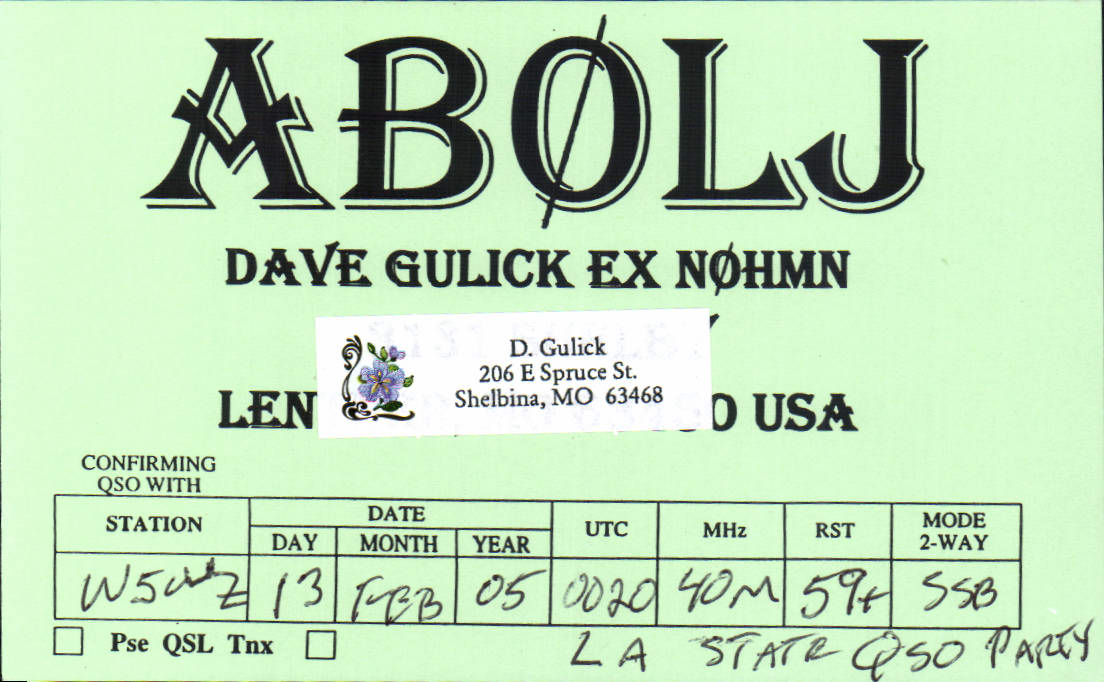 ABØLJ
DAVE GULICK EX NØHMN
D. Gulick
206 E Spruce St.
Shelbina, MO 63468
LEN USA
CONFIRMING
QSO WITH
STATION
DATE
DAY MONTH YEAR
UTC
MHz
RST
MODE
2-WAY
W5WZ 13 FEB 05 0020 40M 59+ SSB
Pse QSL Tnx
LA STATE QSO PARTY